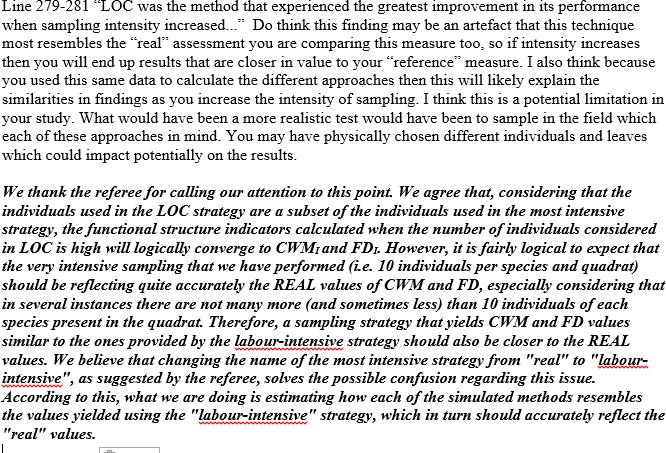 Line 279-281 “LOC was the method that experienced the greatest improvement in its performance
when sampling intensity increased...”  Do think this finding may be an artefact that this technique
most resembles the “real” assessment you are comparing this measure too, so if intensity increases
then you will end up results that are closer in value to your “reference” measure. I also think because
you used this same data to calculate the different approaches then this will likely explain the
similarities in findings as you increase the intensity of sampling. I think this is a potential limitation in
your study. What would have been a more realistic test would have been to sample in the field which
each of these approaches in mind. You may have physically chosen different individuals and leaves
which could impact potentially on the results.
We thank the referee for calling our attention to this point. We agree that, considering that the
individuals used in the LOC strategy are a subset of the individuals used in the most intensive
strategy, the functional structure indicators calculated when the number of individuals considered
in LOC is high will logically converge to CWMI and FDI. However, it is fairly logical to expect that
the very intensive sampling that we have performed (i.e. 10 individuals per species and quadrat)
should be reflecting quite accurately the REAL values of CWM and FD, especially considering that
in several instances there are not many more (and sometimes less) than 10 individuals of each
species present in the quadrat. Therefore, a sampling strategy that yields CWM and FD values
similar to the ones provided by the labour-intensive strategy should also be closer to the REAL
values. We believe that changing the name of the most intensive strategy from "real" to "labour-
intensive", as suggested by the referee, solves the possible confusion regarding this issue.
According to this, what we are doing is estimating how each of the simulated methods resembles
the values yielded using the "labour-intensive" strategy, which in turn should accurately reflect the
"real" values.